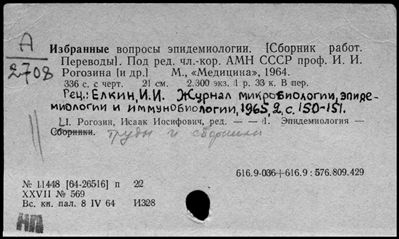 А
2708
Избранные вопросы эпидемиологии. [Сборник работ.
Переводы]. Под ред. чл.-кор. АМН СССР проф. И. И.
Рогозина [и др.] М., «Медицина», 1964.
336 с. с черт. 21 см. 2.300 экз. 1 р. 33 к. В пер.
Рец.: Елкин, И.И. Журнал микробиологии, эпиде-
миологии и иммунобиологии, 1965, 2, с. 150-151.
I. Рогозин, Исаак Иосифович, ред. — — 1. Эпидемиология —
Сборники. труды и сборники
616.9-036+616.9 : 576.809.429
№ 11448 [64-26516] п 22
XXVII № 569
Вс. кн. пал. 8 IV 64 И328
НП